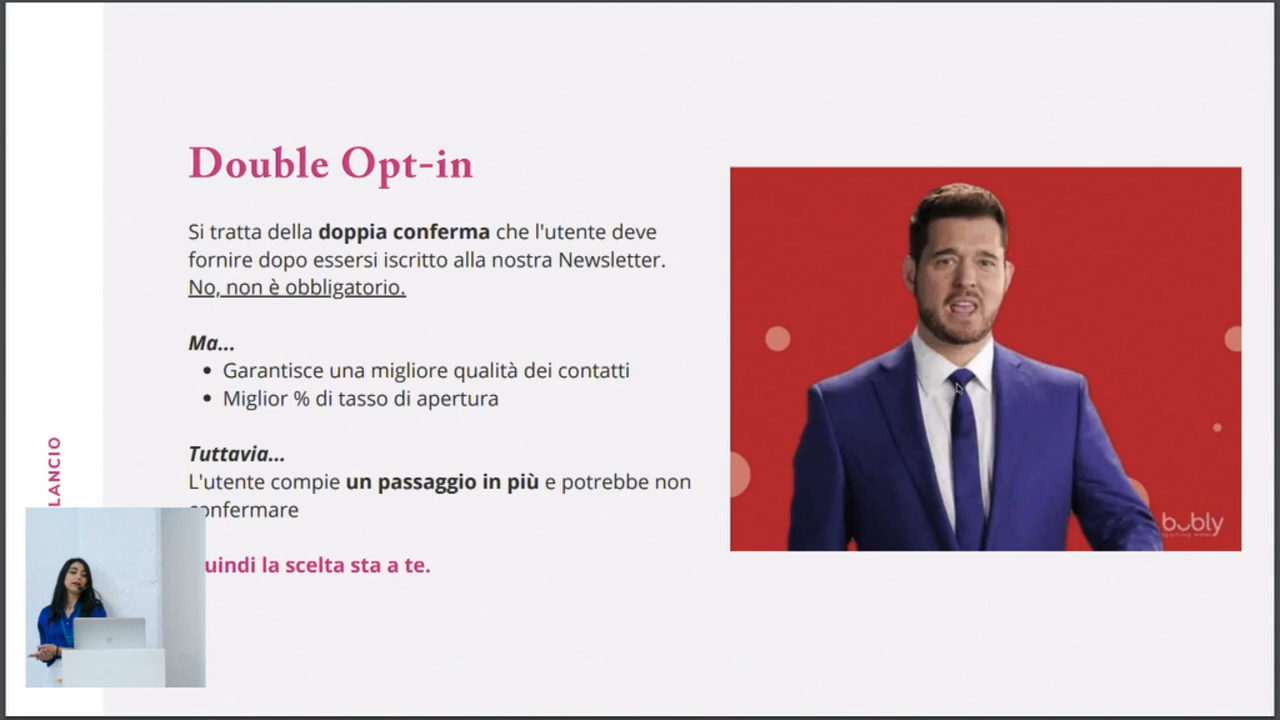 Double Opt-in
Si tratta della doppia conferma che l'utente deve
fornire dopo essersi iscritto alla nostra Newsletter.
No, non è obbligatorio.
Ma...
• Garantisce una migliore qualità dei contatti
• Miglior % di tasso di apertura
Tuttavia...
L'utente compie un passaggio in più e potrebbe non
confermare
uindi la scelta sta a te.
LANCIO
bubly